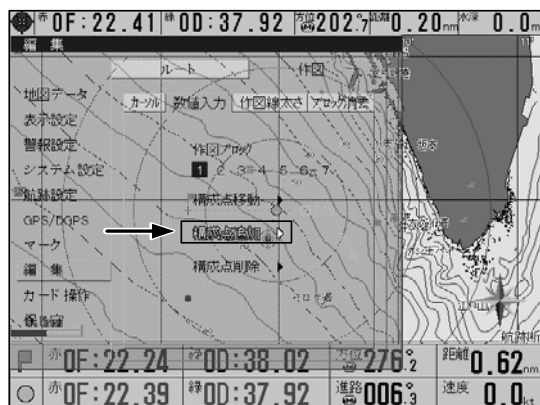 赤 0F:22.41 緑 0D:37.92 方位 202.7° 距離 0.20nm 水深 0.0m
編 集
ルート 作図
地図データ
カーソル 数値入力 作図線太さ ブロック消去
表示設定
警報設定
作図ブロック
システム設定
1 2 3 4 5 6 7
航跡設定
構成点移動
GPS/DGPS
マーク
構成点追加
編 集
構成点削除
カード操作
赤 0F:22.24 緑 0D:38.02 方位 276.2° 距離 0.62nm
赤 0F:22.39 緑 0D:37.92 進路 006.3° 速度 0.0kt